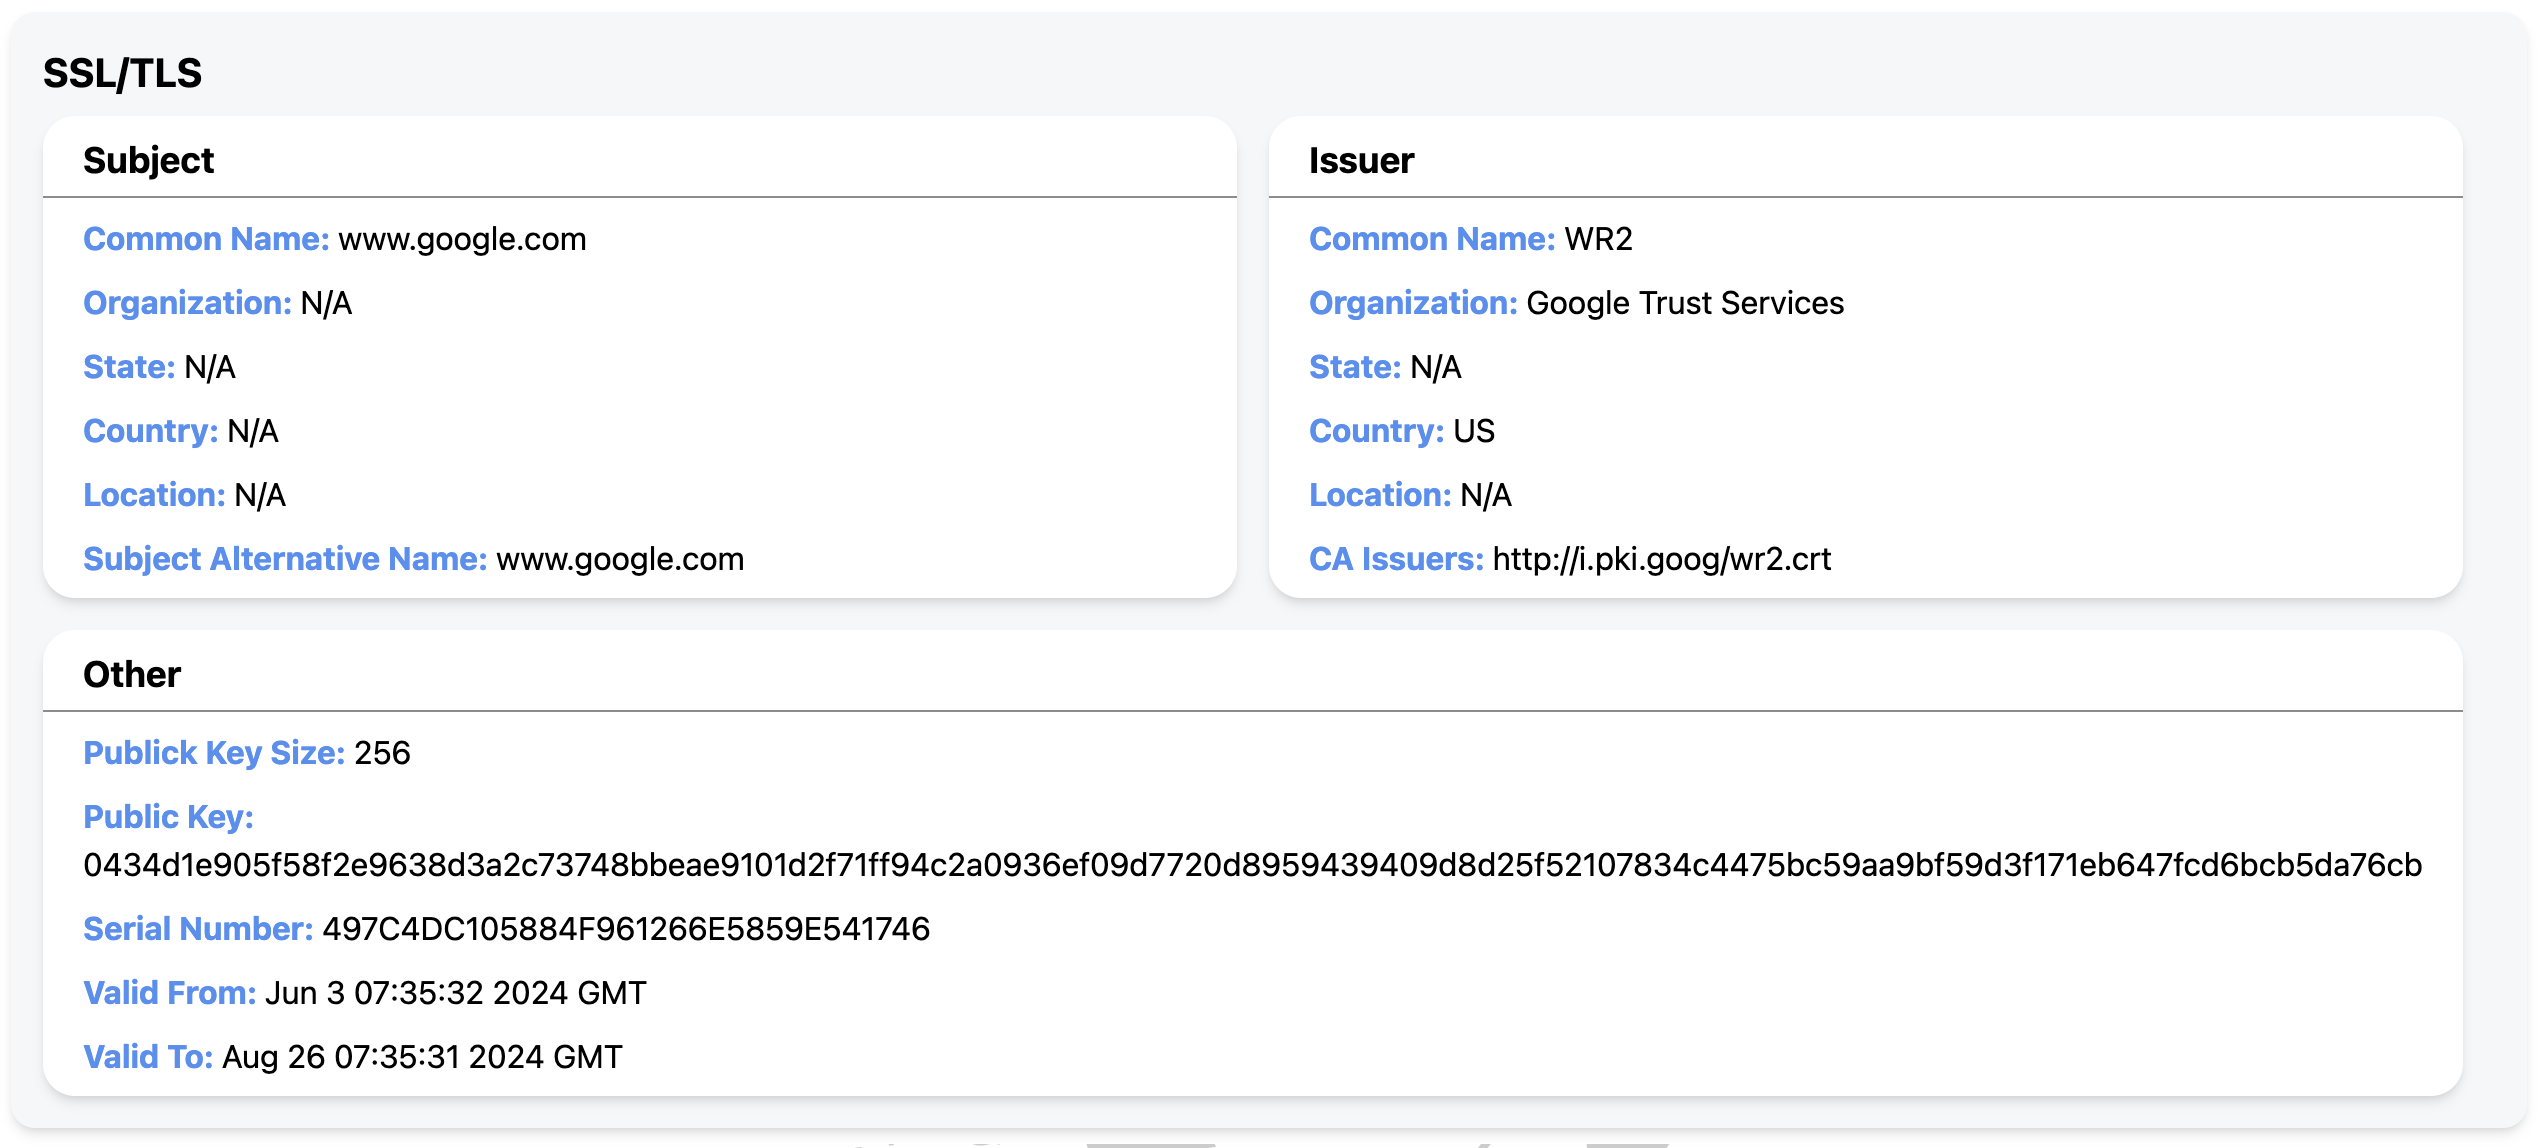 SSL/TLS
Subject
Common Name: www.google.com
Organization: N/A
State: N/A
Country: N/A
Location: N/A
Subject Alternative Name: www.google.com
Issuer
Common Name: WR2
Organization: Google Trust Services
State: N/A
Country: US
Location: N/A
CA Issuers: http://i.pki.goog/wr2.crt
Other
Publick Key Size: 256
Public Key:
0434d1e905f58f2e9638d3a2c73748bbeae9101d2f71ff94c2a0936ef09d7720d8959439409d8d25f52107834c4475bc59aa9bf59d3f171eb647fcd6bcb5da76cb
Serial Number: 497C4DC105884F961266E5859E541746
Valid From: Jun 3 07:35:32 2024 GMT
Valid To: Aug 26 07:35:31 2024 GMT